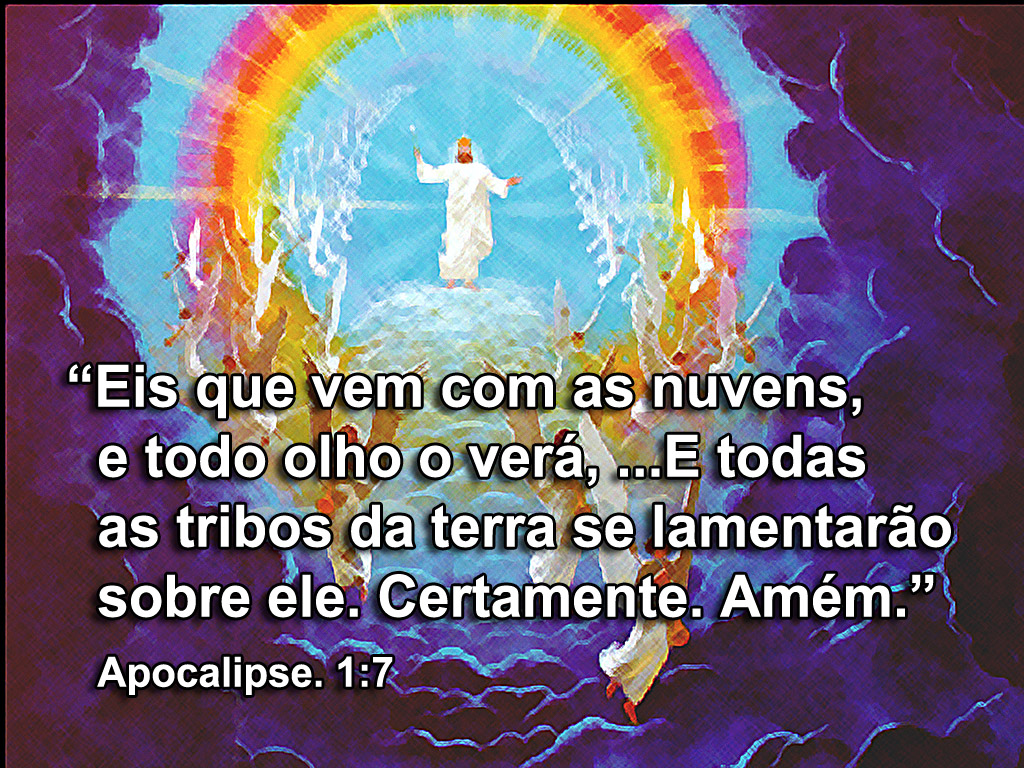 “Eis que vem com as nuvens,
e todo olho o verá, ...E todas
as tribos da terra se lamentarão
sobre ele. Certamente. Amém.”
Apocalipse. 1:7